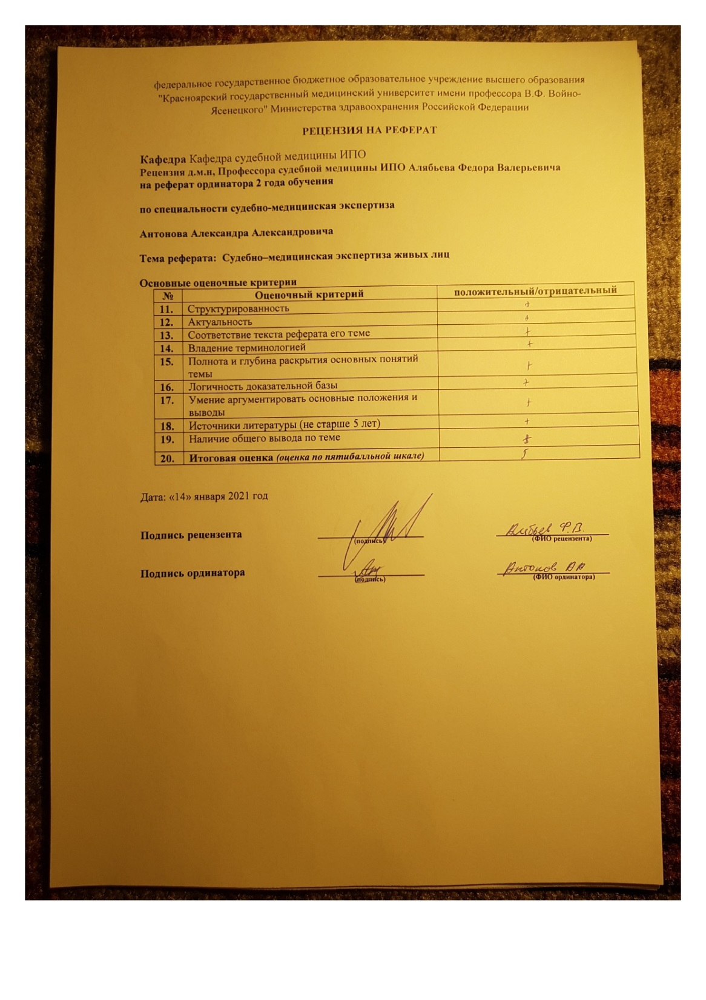 федеральное государственное бюджетное образовательное учреждение высшего образования
"Красноярский государственный медицинский университет имени профессора В.Ф. Войно-
Ясенецкого" Министерства здравоохранения Российской Федерации
РЕЦЕНЗИЯ НА РЕФЕРАТ
Кафедра Кафедра судебной медицины ИПО
Рецензия д.м.н, Профессора судебной медицины ИПО Алябьева Федора Валерьевича
на реферат ординатора 2 года обучения
по специальности судебно-медицинская экспертиза
Антонова Александра Александровича
Тема реферата: Судебно–медицинская экспертиза живых лиц
Основные оценочные критерии
№ Оценочный критерий положительный/отрицательный
11. Структурированность +
12. Актуальность +
13. Соответствие текста реферата его теме +
14. Владение терминологией +
15. Полнота и глубина раскрытия основных понятий
темы +
16. Логичность доказательной базы +
17. Умение аргументировать основные положения и
выводы +
18. Источники литературы (не старше 5 лет) +
19. Наличие общего вывода по теме +
20. Итоговая оценка (оценка по пятибалльной шкале) 5
Дата: «14» января 2021 год
Подпись рецензента Ф.В.
(подпись) (ФИО рецензента)
Подпись ординатора Антонов АА
(подпись) (ФИО ординатора)